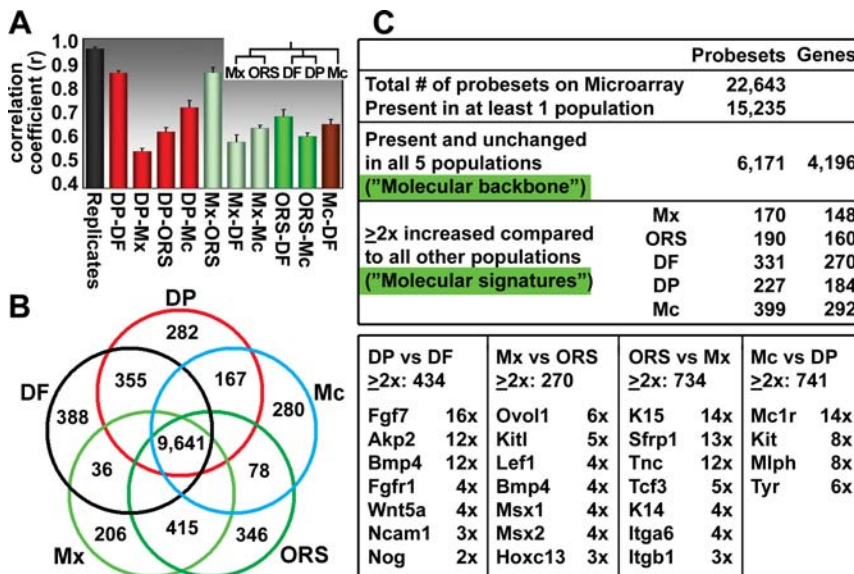 A
correlation
coefficient (r)
1.0
0.9
0.8
0.7
0.6
0.5
0.4
Mx ORS DF DP Mc
Replicates
DP-DF
DP-Mx
DP-ORS
DP-Mc
Mx-ORS
Mx-DF
Mx-Mc
ORS-DF
ORS-Mc
Mc-DF
B
DP
282
DF
355
167
Mc
388
280
9,641
36
78
206
415
346
Mx
ORS
C
Probesets Genes
Total # of probesets on Microarray 22,643
Present in at least 1 population 15,235
Present and unchanged
in all 5 populations 6,171 4,196
("Molecular backbone")
≥2x increased compared
to all other populations
("Molecular signatures")
Mx 170 148
ORS 190 160
DF 331 270
DP 227 184
Mc 399 292
DP vs DF
≥2x: 434
Fgf7 16x
Akp2 12x
Bmp4 12x
Fgfr1 4x
Wnt5a 4x
Ncam1 3x
Nog 2x
Mx vs ORS
≥2x: 270
Ovol1 6x
Kitl 5x
Lef1 4x
Bmp4 4x
Msx1 4x
Msx2 4x
Hoxc13 3x
ORS vs Mx
≥2x: 734
K15 14x
Sfrp1 13x
Tnc 12x
Tcf3 5x
K14 4x
Itga6 4x
Itgb1 3x
Mc vs DP
≥2x: 741
Mc1r 14x
Kit 8x
Mlph 8x
Tyr 6x